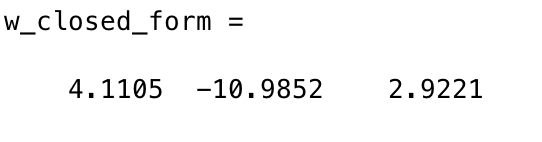 w_closed_form =
4.1105 -10.9852 2.9221